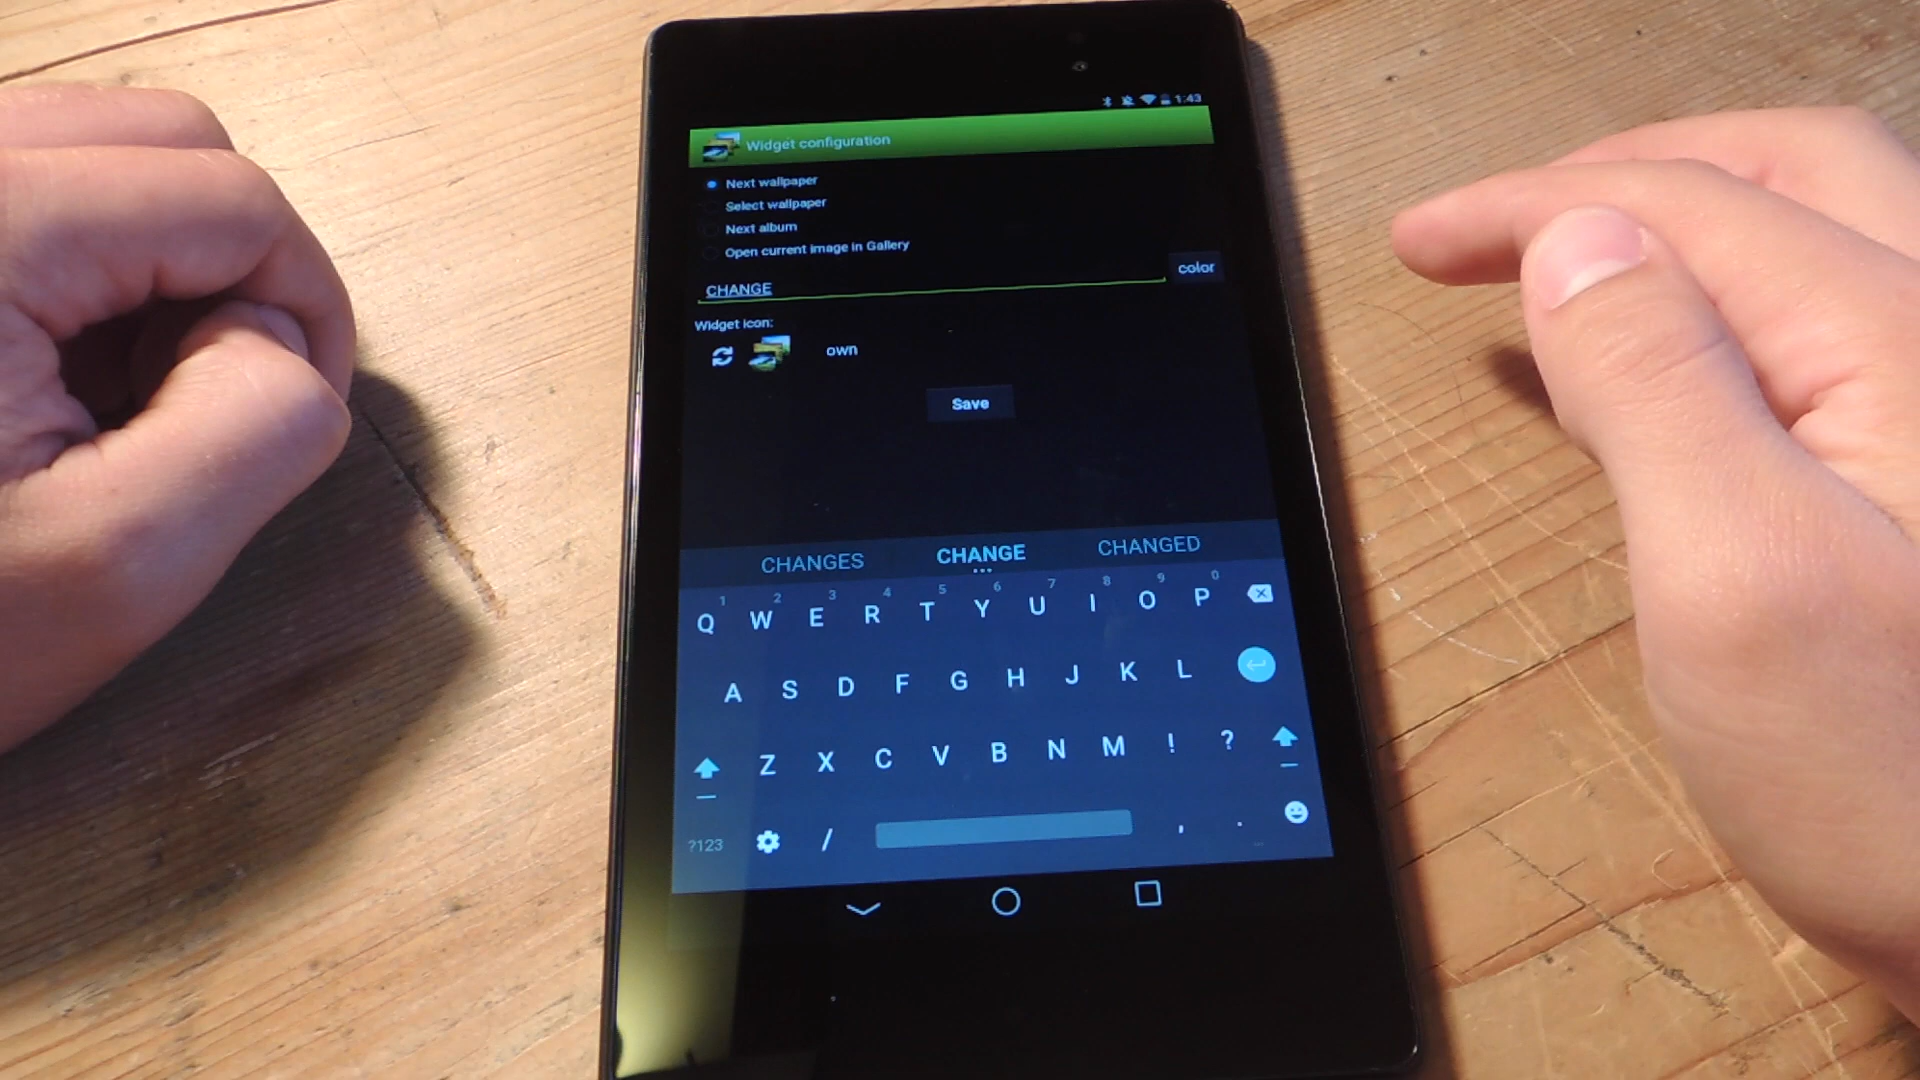 1:43
Widget configuration
Next wallpaper
Select wallpaper
Next album
Open current image in Gallery
CHANGE
color
Widget icon:
own
Save
CHANGES CHANGE CHANGED
1 2 3 4 5 6 7 8 9 0
Q W E R T Y U I O P
A S D F G H J K L
Z X C V B N M ! ?
?123 / , .